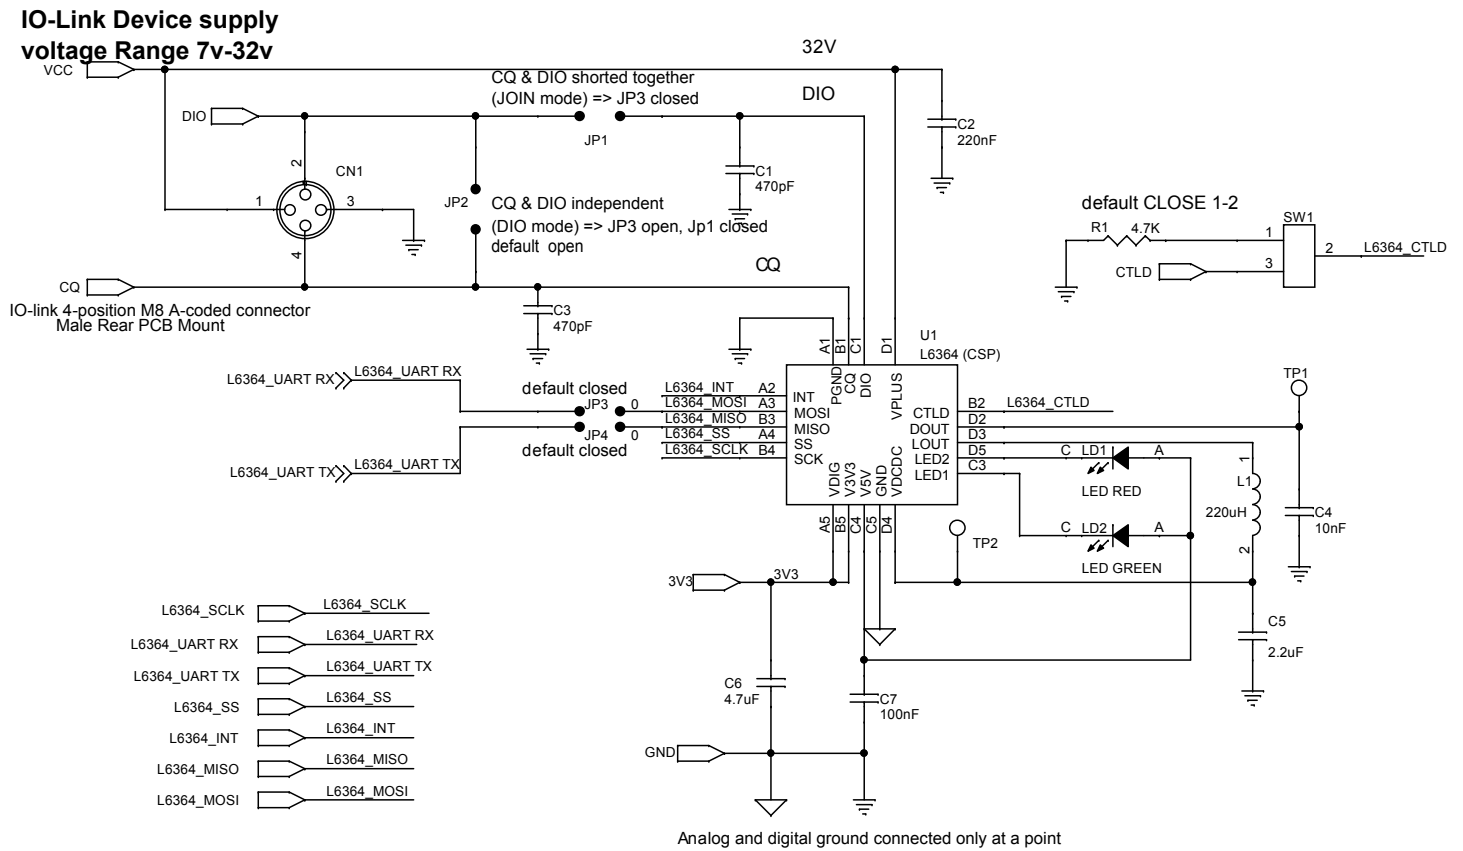 IO-Link Device supply
voltage Range 7v-32v
VCC
32V
CQ & DIO shorted together
(JOIN mode) => JP3 closed
DIO
DIO
JP1
C2
220nF
2
CN1
C1
470pF
1
3
JP2
CQ & DIO independent
(DIO mode) => JP3 open, Jp1 closed
default open
4
CQ
CQ
IO-link 4-position M8 A-coded connector
Male Rear PCB Mount
C3
470pF
default CLOSE 1-2
R1
4.7K
SW1
1
2
L6364_CTLD
CTLD
3
U1
L6364 (CSP)
A1
B1
C1
D1
PGND
CQ
DIO
VPLUS
L6364_UART RX
L6364_UART RX
default closed
JP3
0
JP4
0
default closed
L6364_UART TX
L6364_UART TX
L6364_INT
A2
INT
L6364_MOSI
A3
MOSI
L6364_MISO
B3
MISO
L6364_SS
A4
SS
L6364_SCLK
B4
SCK
CTLD
B2
L6364_CTLD
DOUT
D2
LOUT
D3
LED2
D5
LED1
C3
VDIG
V3V3
V5V
GND
VDCDC
A5
B5
C4
C5
D4
TP1
C
LD1
A
LED RED
C
LD2
A
LED GREEN
1
L1
220uH
2
C4
10nF
TP2
3V3
3V3
C5
2.2uF
C6
4.7uF
C7
100nF
GND
L6364_SCLK
L6364_SCLK
L6364_UART RX
L6364_UART RX
L6364_UART TX
L6364_UART TX
L6364_SS
L6364_SS
L6364_INT
L6364_INT
L6364_MISO
L6364_MISO
L6364_MOSI
L6364_MOSI
Analog and digital ground connected only at a point